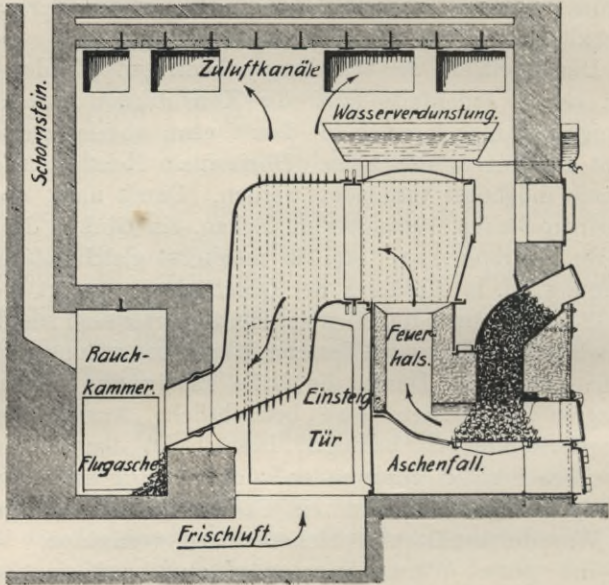 Zuluftkanäle
Wasserverdunstung.
Schornstein.
Rauch-
kammer.
Feuer-
hals.
Einsteig-
Tür
Flugasche
Aschenfall.
Frischluft.